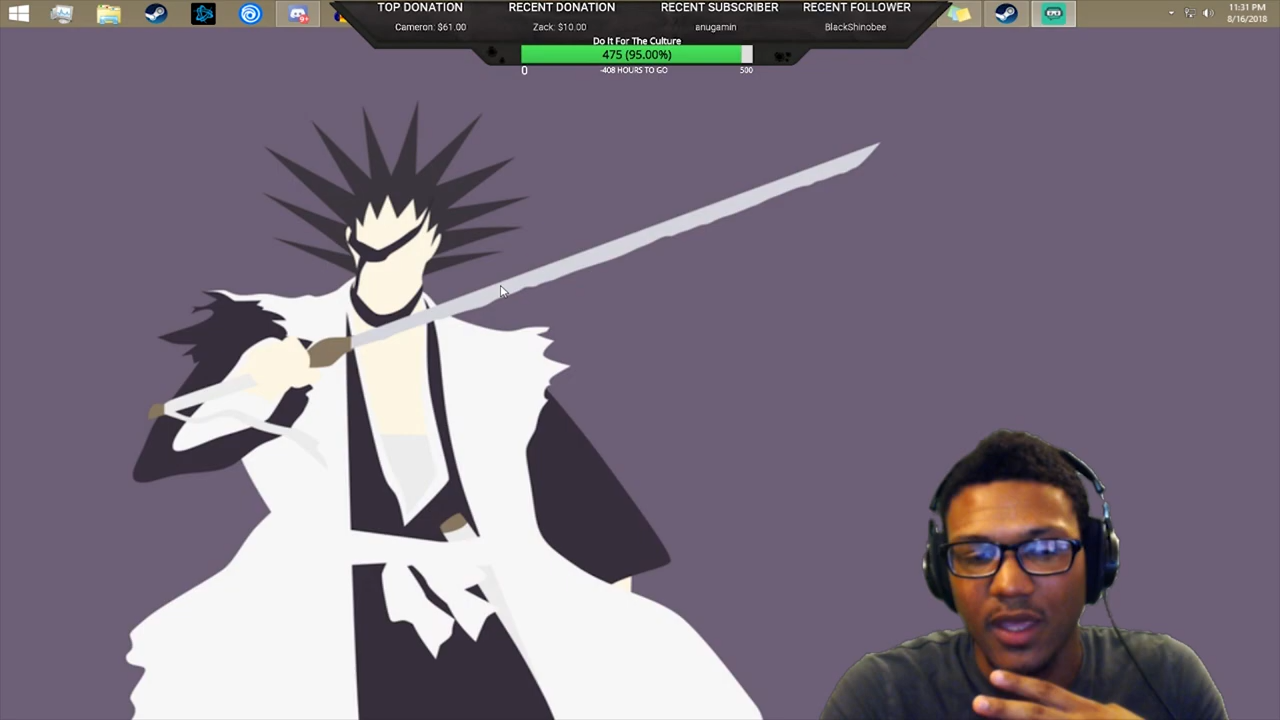 TOP DONATION
Cameron: $61.00
RECENT DONATION
Zack: $10.00
RECENT SUBSCRIBER
anugamin
RECENT FOLLOWER
BlackShinobee
11:31 PM
8/16/2018
Do It For The Culture
475 (95.00%)
0
-408 HOURS TO GO
500